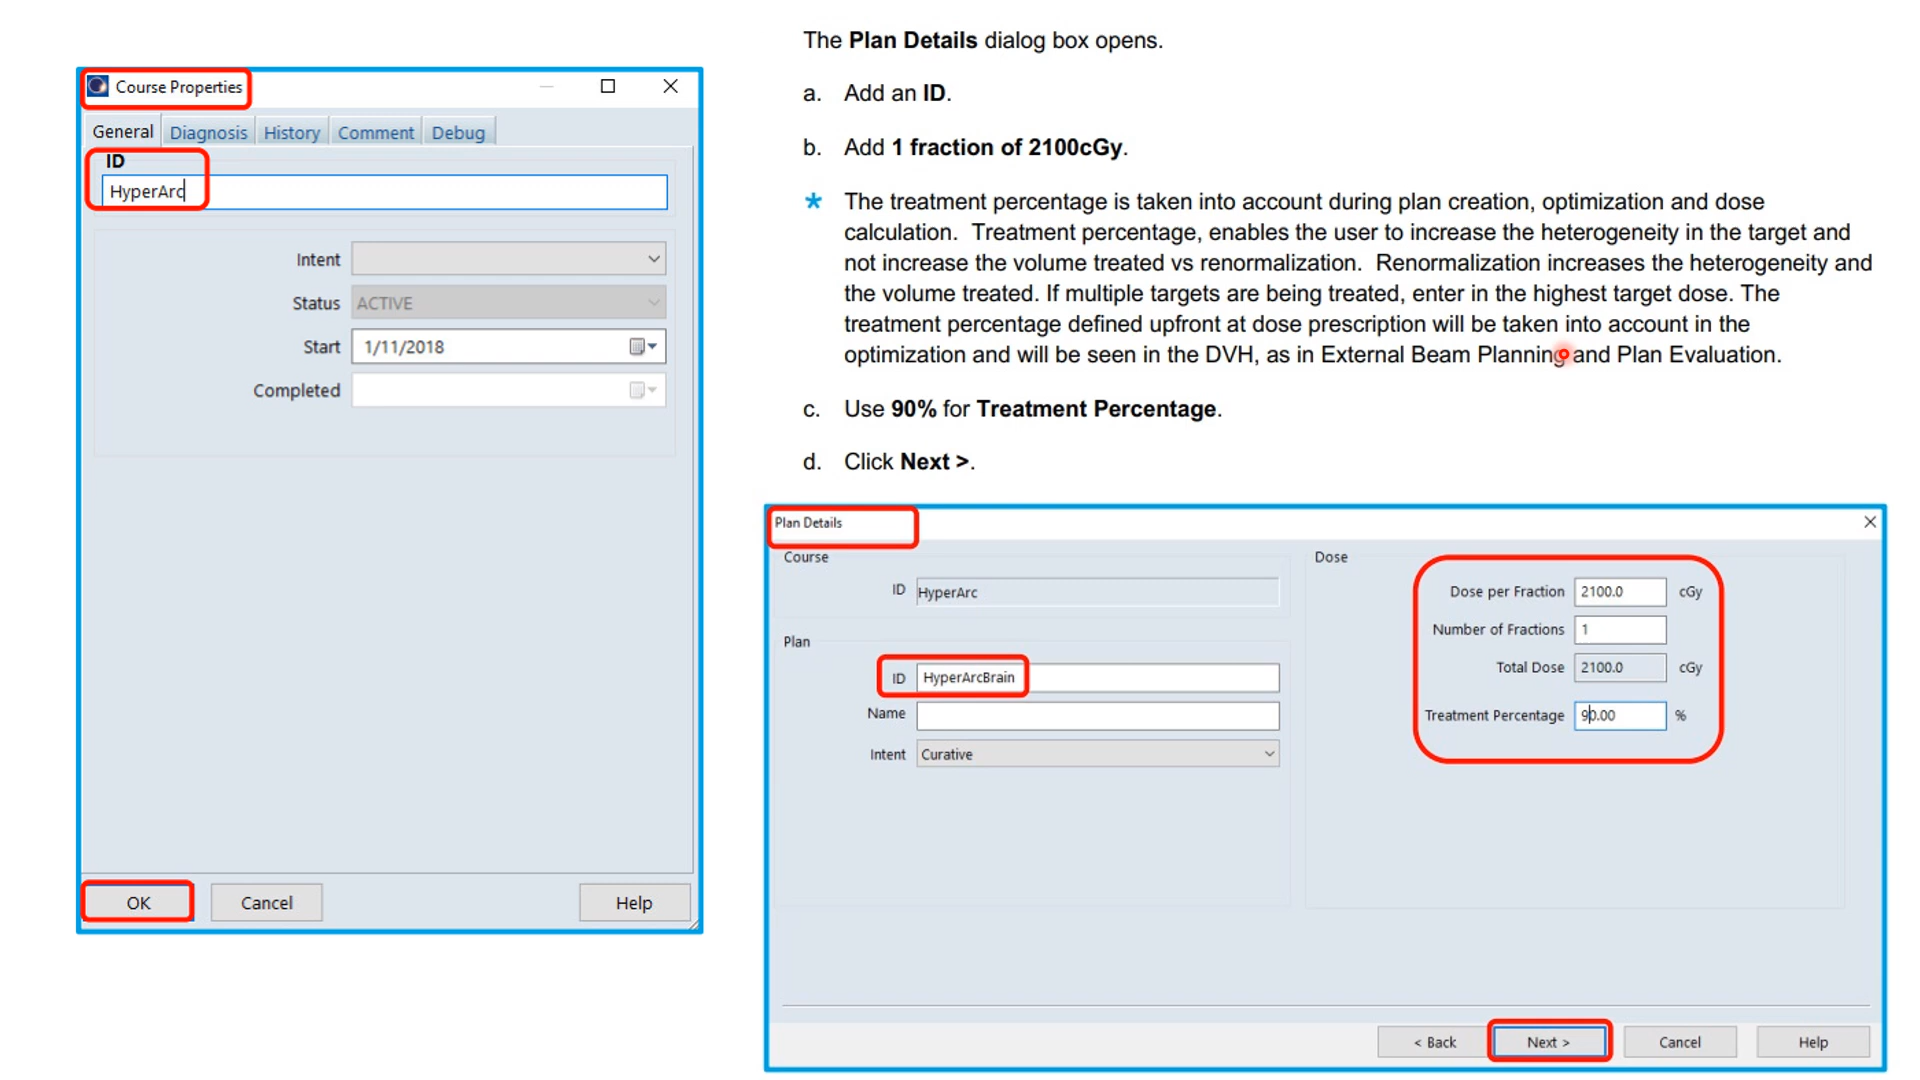 Course Properties
General Diagnosis History Comment Debug
ID
HyperArc
Intent
Status ACTIVE
Start 1/11/2018
Completed
OK Cancel Help
The Plan Details dialog box opens.
a. Add an ID.
b. Add 1 fraction of 2100cGy.
* The treatment percentage is taken into account during plan creation, optimization and dose
calculation. Treatment percentage, enables the user to increase the heterogeneity in the target and
not increase the volume treated vs renormalization. Renormalization increases the heterogeneity and
the volume treated. If multiple targets are being treated, enter in the highest target dose. The
treatment percentage defined upfront at dose prescription will be taken into account in the
optimization and will be seen in the DVH, as in External Beam Planning and Plan Evaluation.
c. Use 90% for Treatment Percentage.
d. Click Next >.
Plan Details
Course
ID HyperArc
Plan
ID HyperArcBrain
Name
Intent Curative
Dose
Dose per Fraction 2100.0 cGy
Number of Fractions 1
Total Dose 2100.0 cGy
Treatment Percentage 90.00 %
< Back Next > Cancel Help